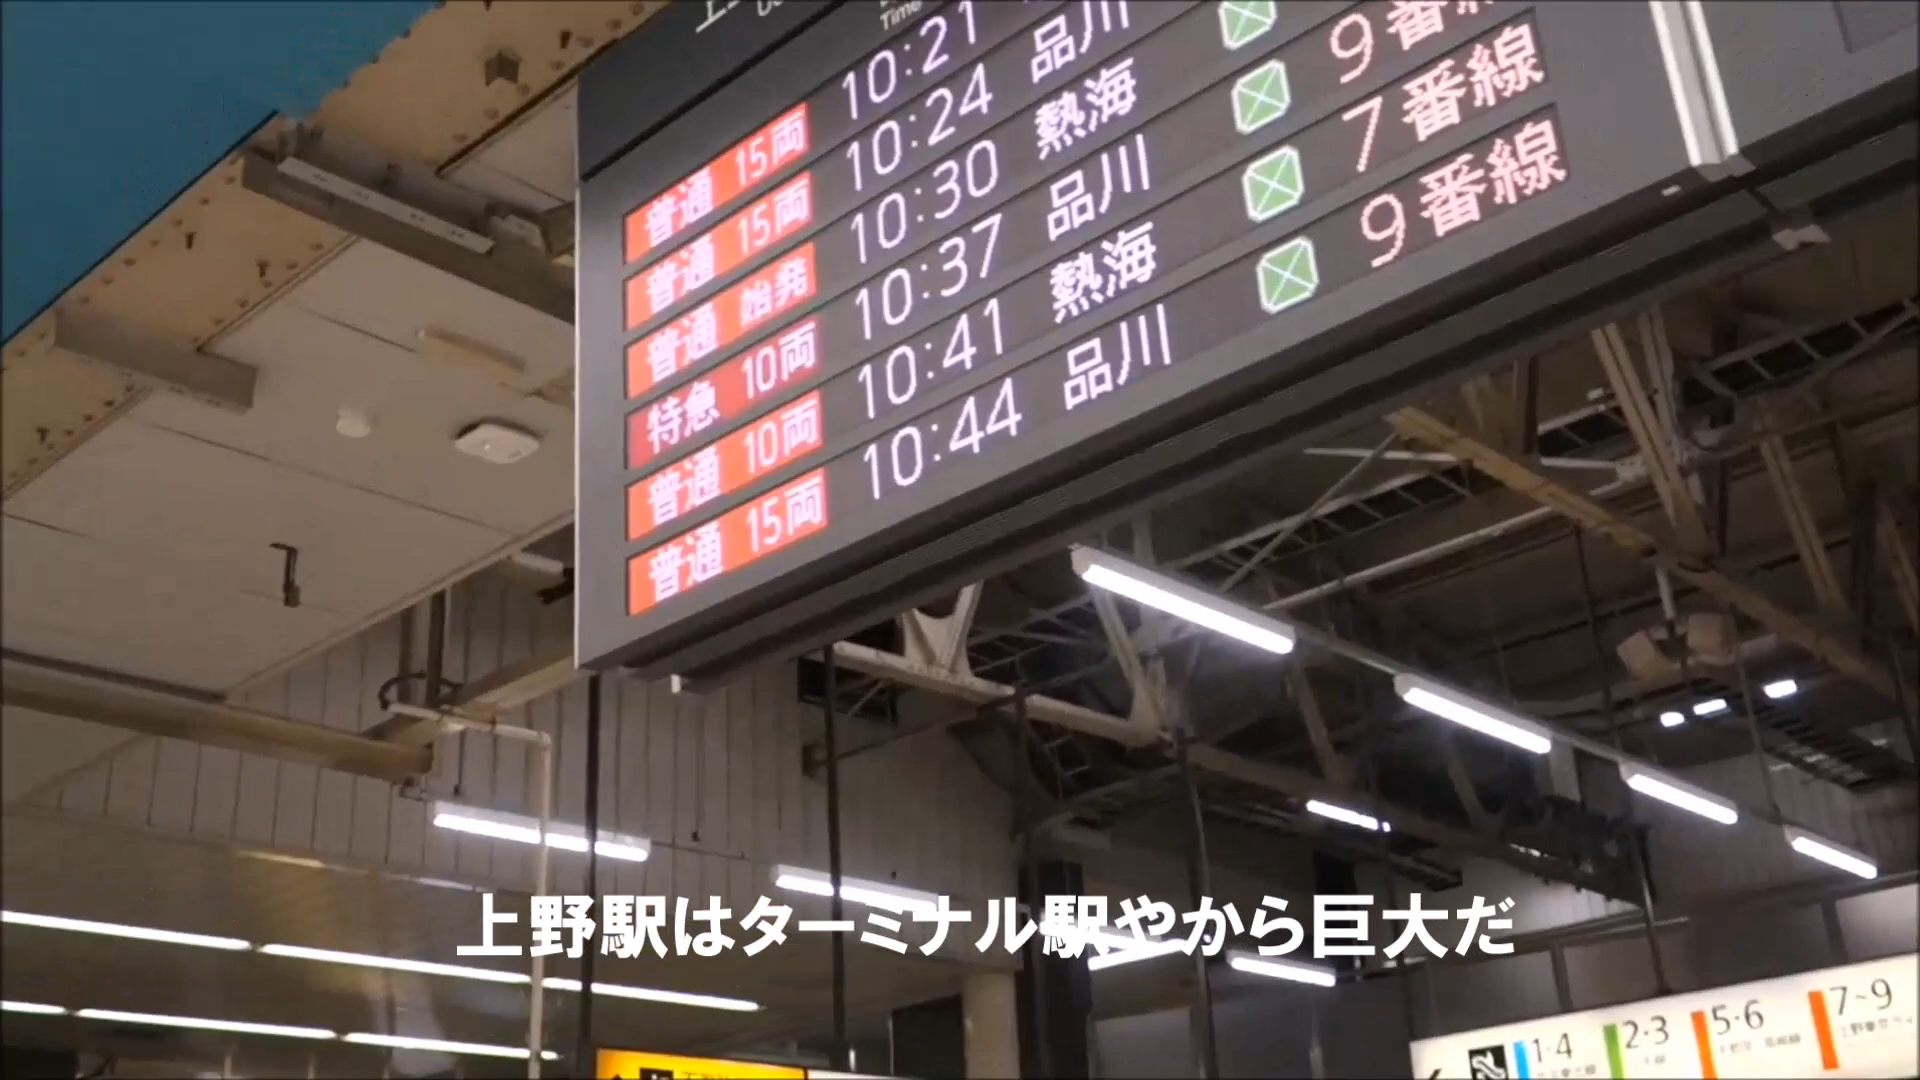 Time
普通 15両 10:21 品川
普通 15両 10:24 熱海 9番線
普通 始発 10:30 品川 7番線
特急 10両 10:37 熱海 9番線
普通 10両 10:41 品川
普通 15両 10:44
上野駅はターミナル駅やから巨大だ
1·4
2·3
5·6
7~9